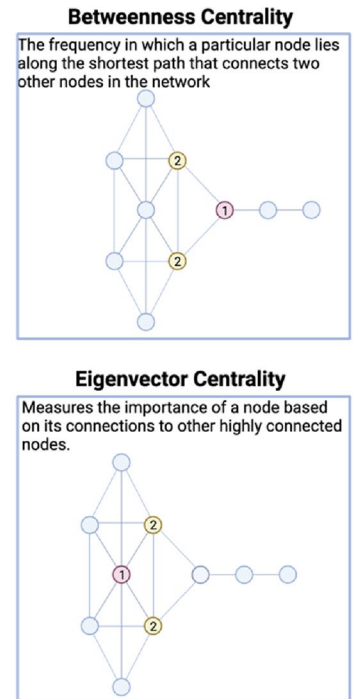 Betweenness Centrality
The frequency in which a particular node lies
along the shortest path that connects two
other nodes in the network
2
1
2
Eigenvector Centrality
Measures the importance of a node based
on its connections to other highly connected
nodes.
2
1
2